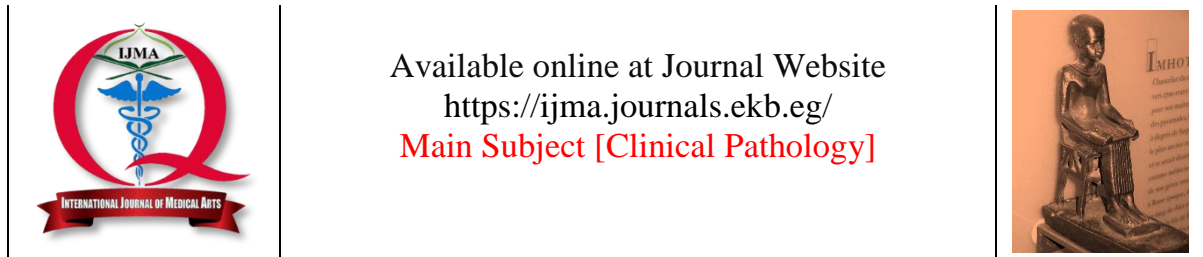 IJMA
INTERNATIONAL JOURNAL OF MEDICAL ARTS
Available online at Journal Website
https://ijma.journals.ekb.eg/
Main Subject [Clinical Pathology]